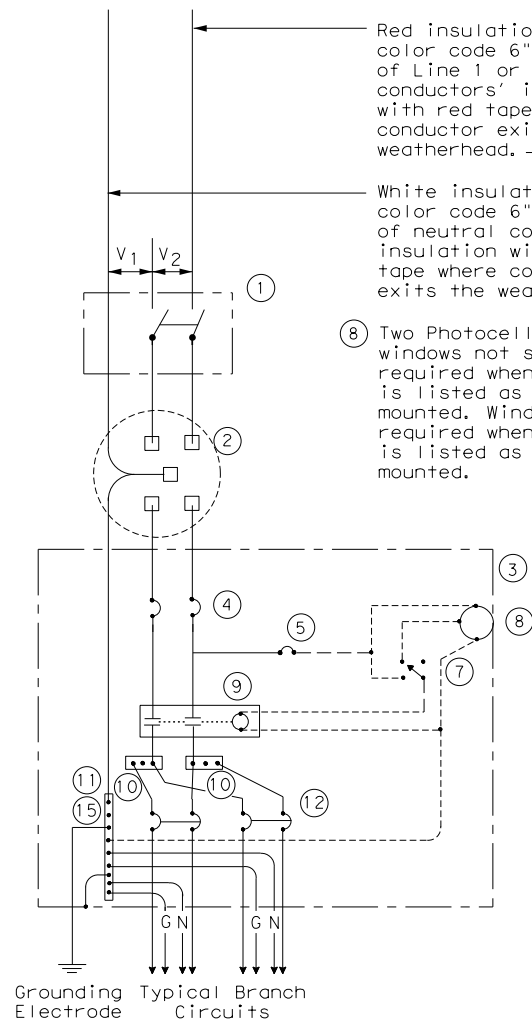 Red insulatio
color code 6"
of Line 1 or
conductors' i
with red tape
conductor exi
weatherhead.
White insulat
color code 6"
of neutral co
insulation wi
tape where co
exits the wea
V1 V2
1
8 Two Photocell
windows not s
required when
is listed as
mounted. Wind
required when
is listed as
mounted.
2
3
4
5
8
7
9
11
10
10
15
12
G N
G N
Grounding Electrode
Typical Branch Circuits